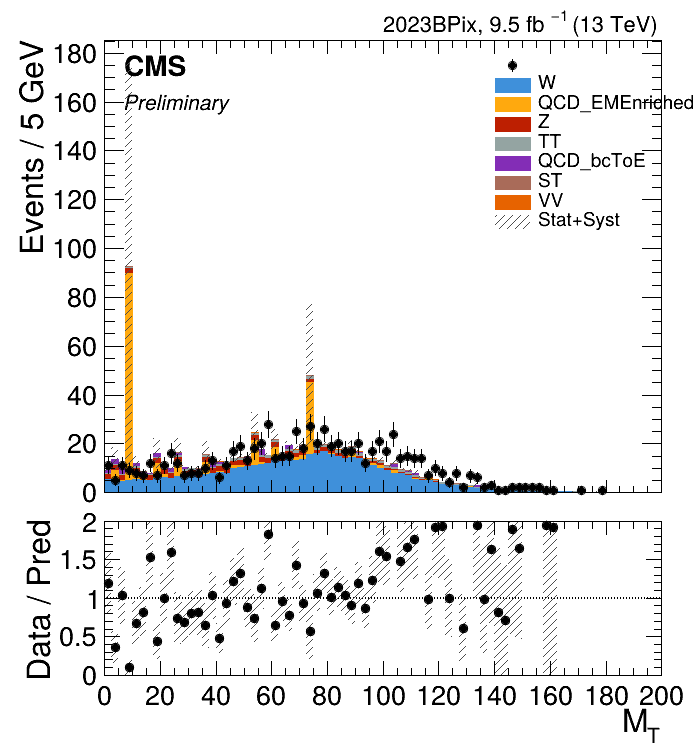 2023BPix, 9.5 fb⁻¹ (13 TeV)
CMS
Preliminary
W
QCD_EMEnriched
Z
TT
QCD_bcToE
ST
VV
Stat+Syst
Events / 5 GeV
180
160
140
120
100
80
60
40
20
0
Data / Pred
2
1.5
1
0.5
0
0 20 40 60 80 100 120 140 160 180 200
M_T